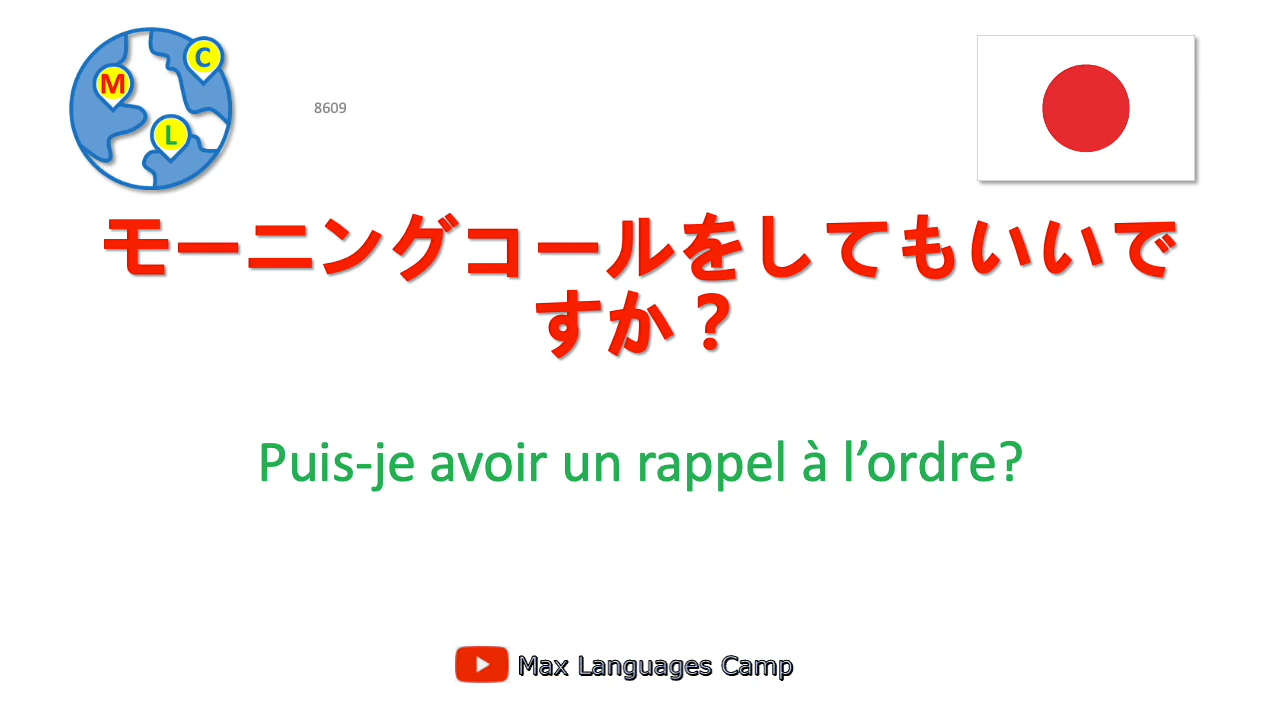 C
M
L
8609
モーニングコールをしてもいいで
すか？
Puis-je avoir un rappel à l’ordre?
Max Languages Camp